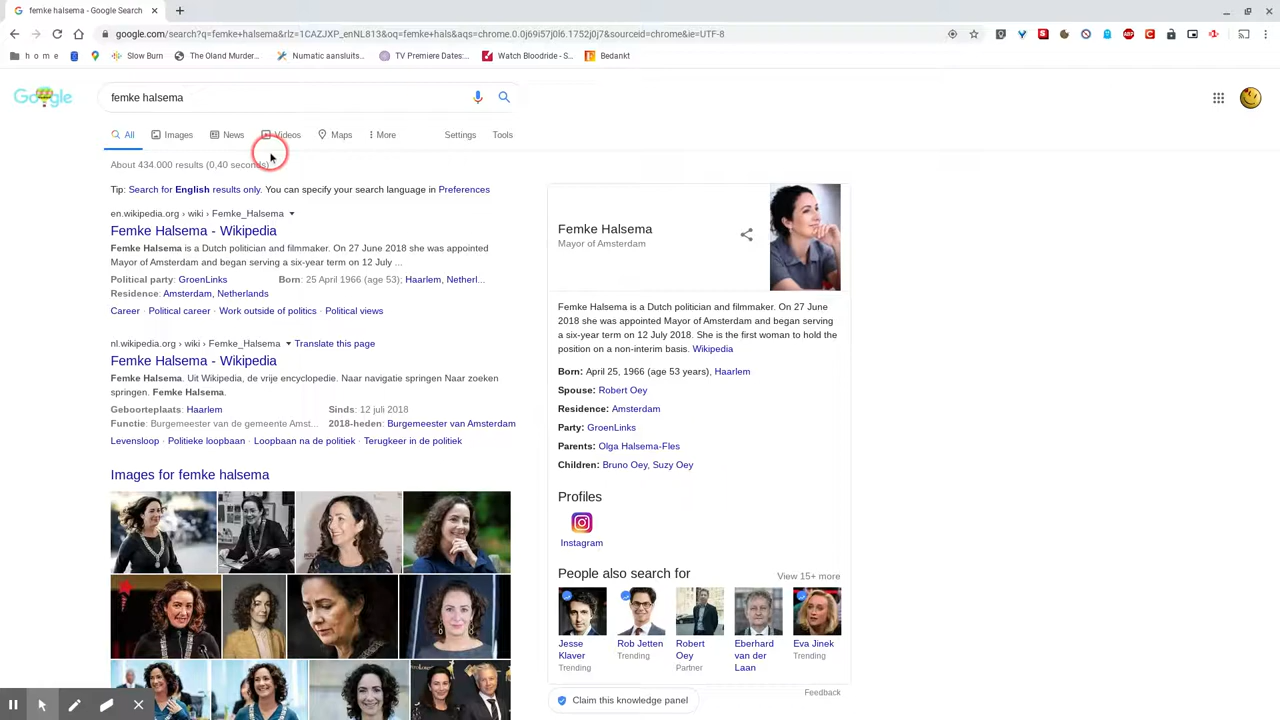 femke halsema - Google Search
google.com/search?q=femke+halsema&rlz=1CAZJXP_enNL813&oq=femke+hals&aqs=chrome.0.0j69i57j0l6.1752j0j7&sourceid=chrome&ie=UTF-8
h o m e
Slow Burn
The Oland Murder...
Numatic aansluits...
TV Premiere Dates:...
Watch Bloodride - S...
Bedankt
Google
femke halsema
All Images News Videos Maps More Settings Tools
About 434.000 results (0,40 seconds)
Tip: Search for English results only. You can specify your search language in Preferences
en.wikipedia.org › wiki › Femke_Halsema
Femke Halsema - Wikipedia
Femke Halsema is a Dutch politician and filmmaker. On 27 June 2018 she was appointed
Mayor of Amsterdam and began serving a six-year term on 12 July ...
Political party: GroenLinks Born: 25 April 1966 (age 53); Haarlem, Netherl...
Residence: Amsterdam, Netherlands
Career · Political career · Work outside of politics · Political views
nl.wikipedia.org › wiki › Femke_Halsema Translate this page
Femke Halsema - Wikipedia
Femke Halsema. Uit Wikipedia, de vrije encyclopedie. Naar navigatie springen Naar zoeken
springen. Femke Halsema.
Geboorteplaats: Haarlem Sinds: 12 juli 2018
Functie: Burgemeester van de gemeente Amst... 2018-heden: Burgemeester van Amsterdam
Levensloop · Politieke loopbaan · Loopbaan na de politiek · Terugkeer in de politiek
Images for femke halsema
Femke Halsema
Mayor of Amsterdam
Femke Halsema is a Dutch politician and filmmaker. On 27 June
2018 she was appointed Mayor of Amsterdam and began serving
a six-year term on 12 July 2018. She is the first woman to hold the
position on a non-interim basis. Wikipedia
Born: April 25, 1966 (age 53 years), Haarlem
Spouse: Robert Oey
Residence: Amsterdam
Party: GroenLinks
Parents: Olga Halsema-Fles
Children: Bruno Oey, Suzy Oey
Profiles
Instagram
People also search for View 15+ more
Jesse Klaver
Trending
Rob Jetten
Trending
Robert Oey
Partner
Eberhard van der Laan
Eva Jinek
Trending
Feedback
Claim this knowledge panel